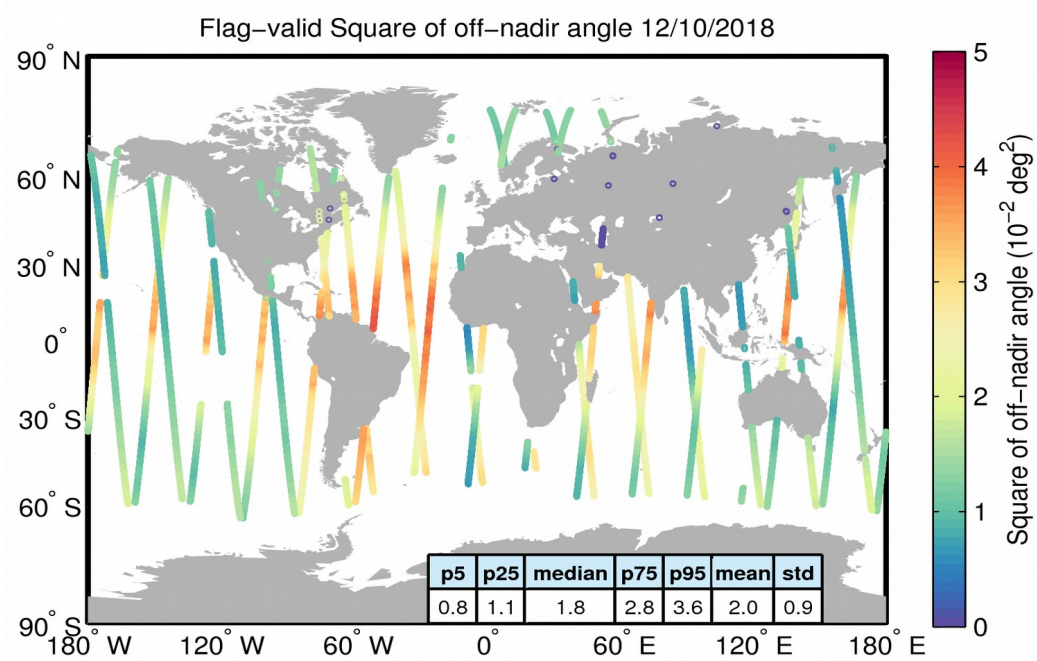 Flag−valid Square of off−nadir angle 12/10/2018
90° N
60° N
30° N
0°
30° S
60° S
90° S
180° W 120° W 60° W 0° 60° E 120° E 180° E
p5 p25 median p75 p95 mean std
0.8 1.1 1.8 2.8 3.6 2.0 0.9
5
4
3
2
1
0
Square of off−nadir angle (10⁻² deg²)